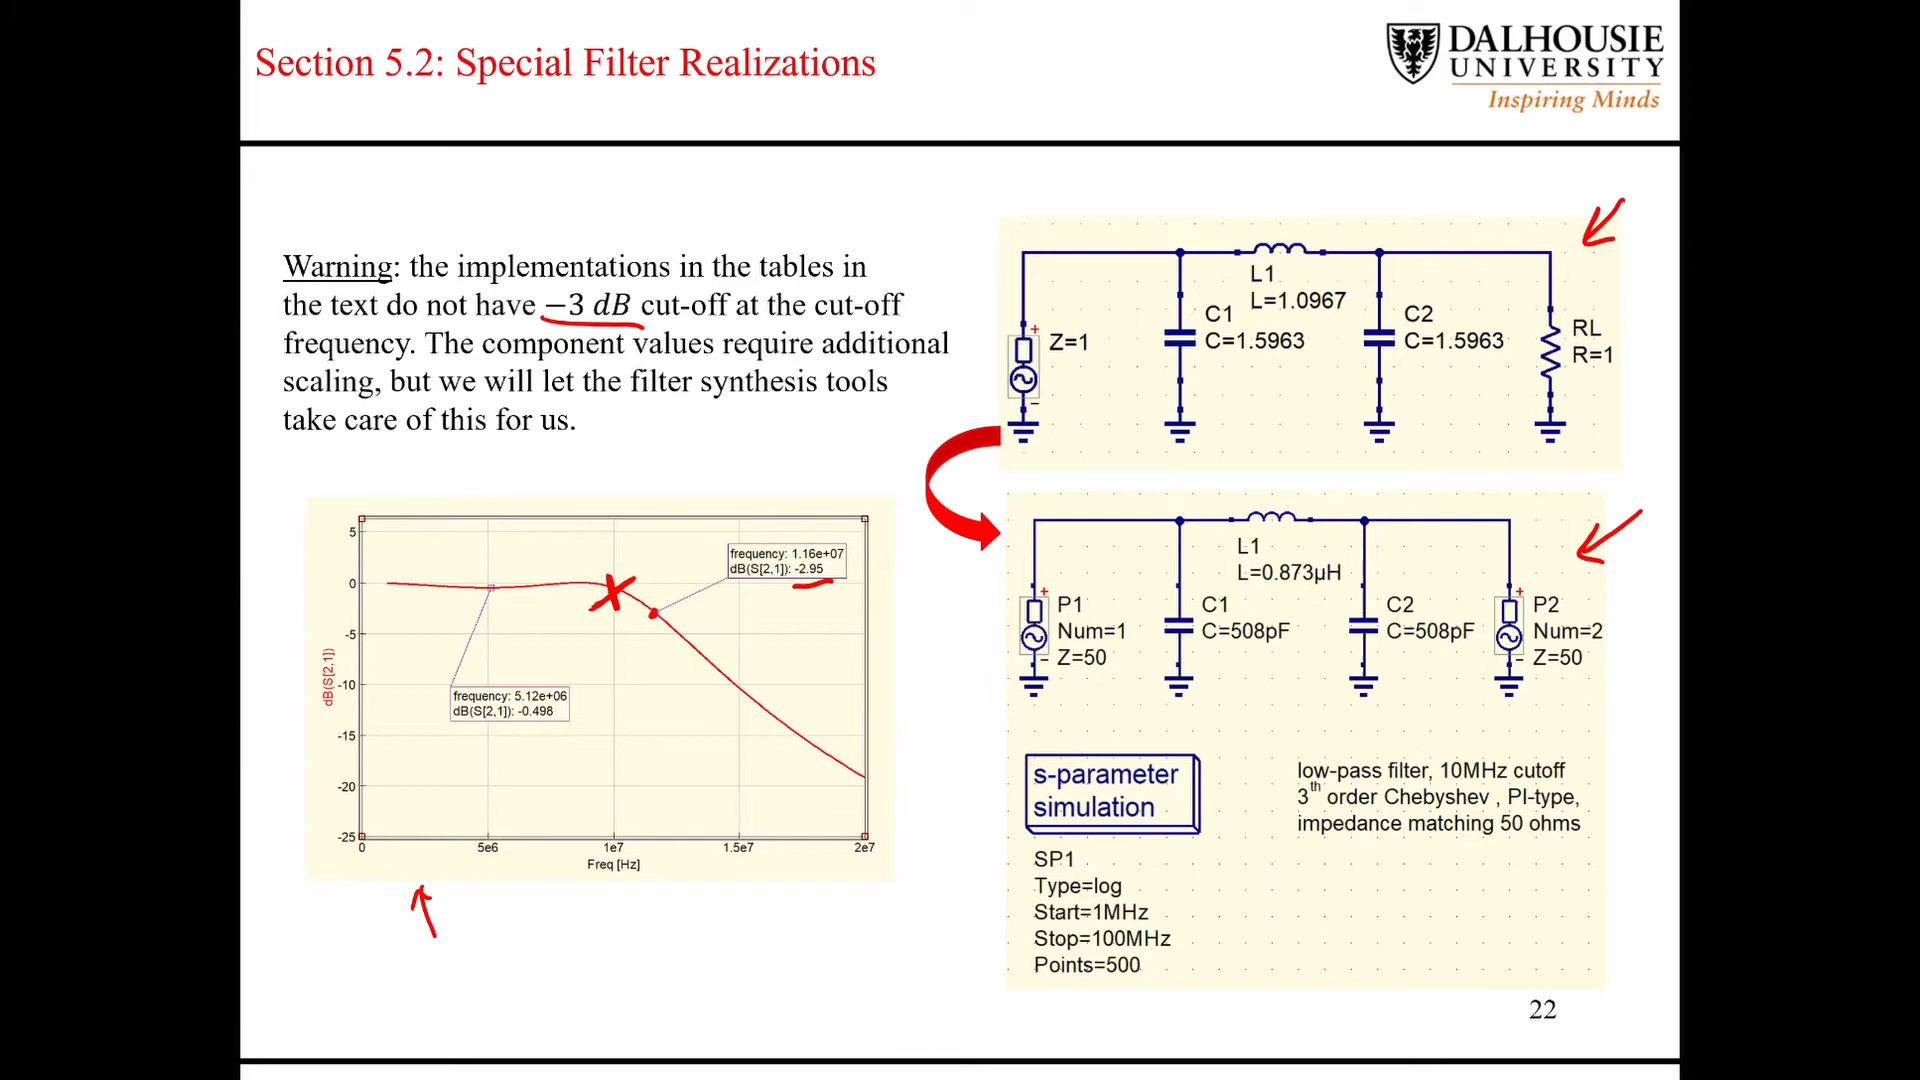 Section 5.2: Special Filter Realizations
DALHOUSIE
UNIVERSITY
Inspiring Minds
Warning: the implementations in the tables in
the text do not have −3 dB cut-off at the cut-off
frequency. The component values require additional
scaling, but we will let the filter synthesis tools
take care of this for us.
L1
L=1.0967
C1
C=1.5963
C2
C=1.5963
Z=1
RL
R=1
+
−
5
0
-5
-10
-15
-20
-25
dB(S[2,1])
frequency: 1.16e+07
dB(S[2,1]): -2.95
frequency: 5.12e+06
dB(S[2,1]): -0.498
0
5e6
1e7
1.5e7
2e7
Freq [Hz]
L1
L=0.873µH
+
−
P1
Num=1
Z=50
C1
C=508pF
C2
C=508pF
+
−
P2
Num=2
Z=50
s-parameter
simulation
low-pass filter, 10MHz cutoff
3th order Chebyshev , PI-type,
impedance matching 50 ohms
SP1
Type=log
Start=1MHz
Stop=100MHz
Points=500
22